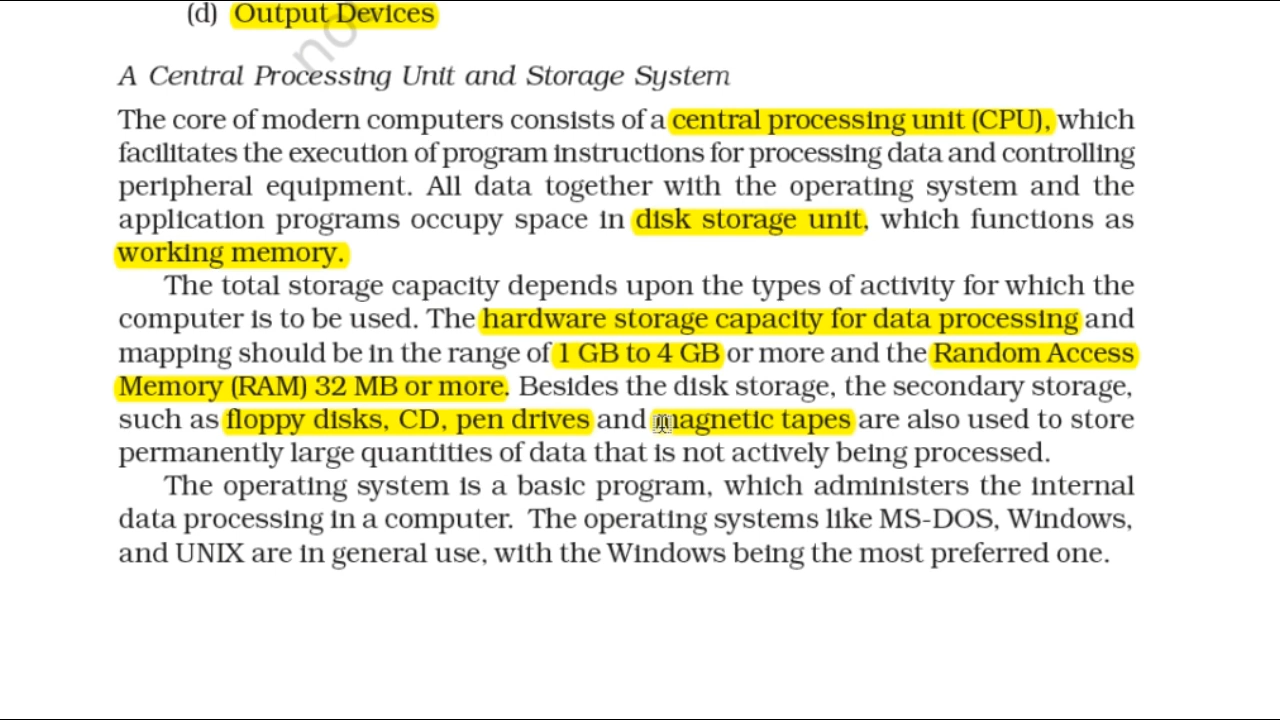 (d) Output Devices
no
A Central Processing Unit and Storage System
The core of modern computers consists of a central processing unit (CPU), which
facilitates the execution of program instructions for processing data and controlling
peripheral equipment. All data together with the operating system and the
application programs occupy space in disk storage unit, which functions as
working memory.
The total storage capacity depends upon the types of activity for which the
computer is to be used. The hardware storage capacity for data processing and
mapping should be in the range of 1 GB to 4 GB or more and the Random Access
Memory (RAM) 32 MB or more. Besides the disk storage, the secondary storage,
such as floppy disks, CD, pen drives and magnetic tapes are also used to store
permanently large quantities of data that is not actively being processed.
The operating system is a basic program, which administers the internal
data processing in a computer. The operating systems like MS-DOS, Windows,
and UNIX are in general use, with the Windows being the most preferred one.